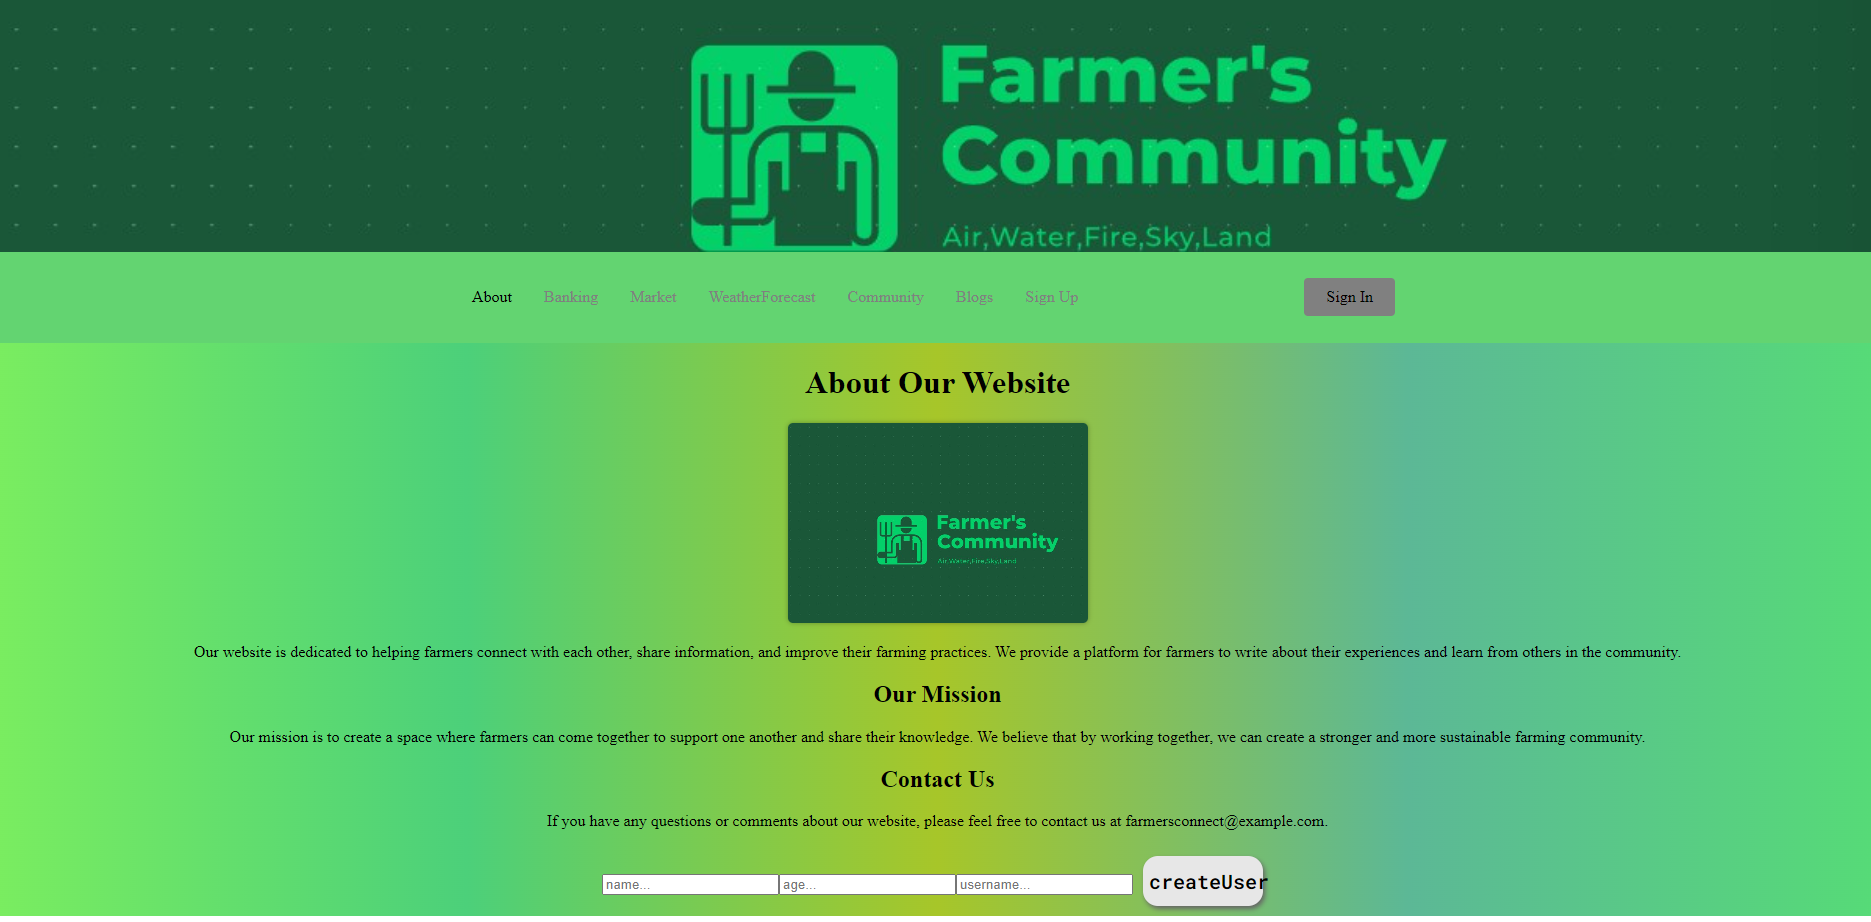 Farmer's
Community
Air,Water,Fire,Sky,Land
About Banking Market WeatherForecast Community Blogs Sign Up Sign In
About Our Website
Farmer's
Community
Air,Water,Fire,Sky,Land
Our website is dedicated to helping farmers connect with each other, share information, and improve their farming practices. We provide a platform for farmers to write about their experiences and learn from others in the community.
Our Mission
Our mission is to create a space where farmers can come together to support one another and share their knowledge. We believe that by working together, we can create a stronger and more sustainable farming community.
Contact Us
If you have any questions or comments about our website, please feel free to contact us at farmersconnect@example.com.
name... age... username... createUser